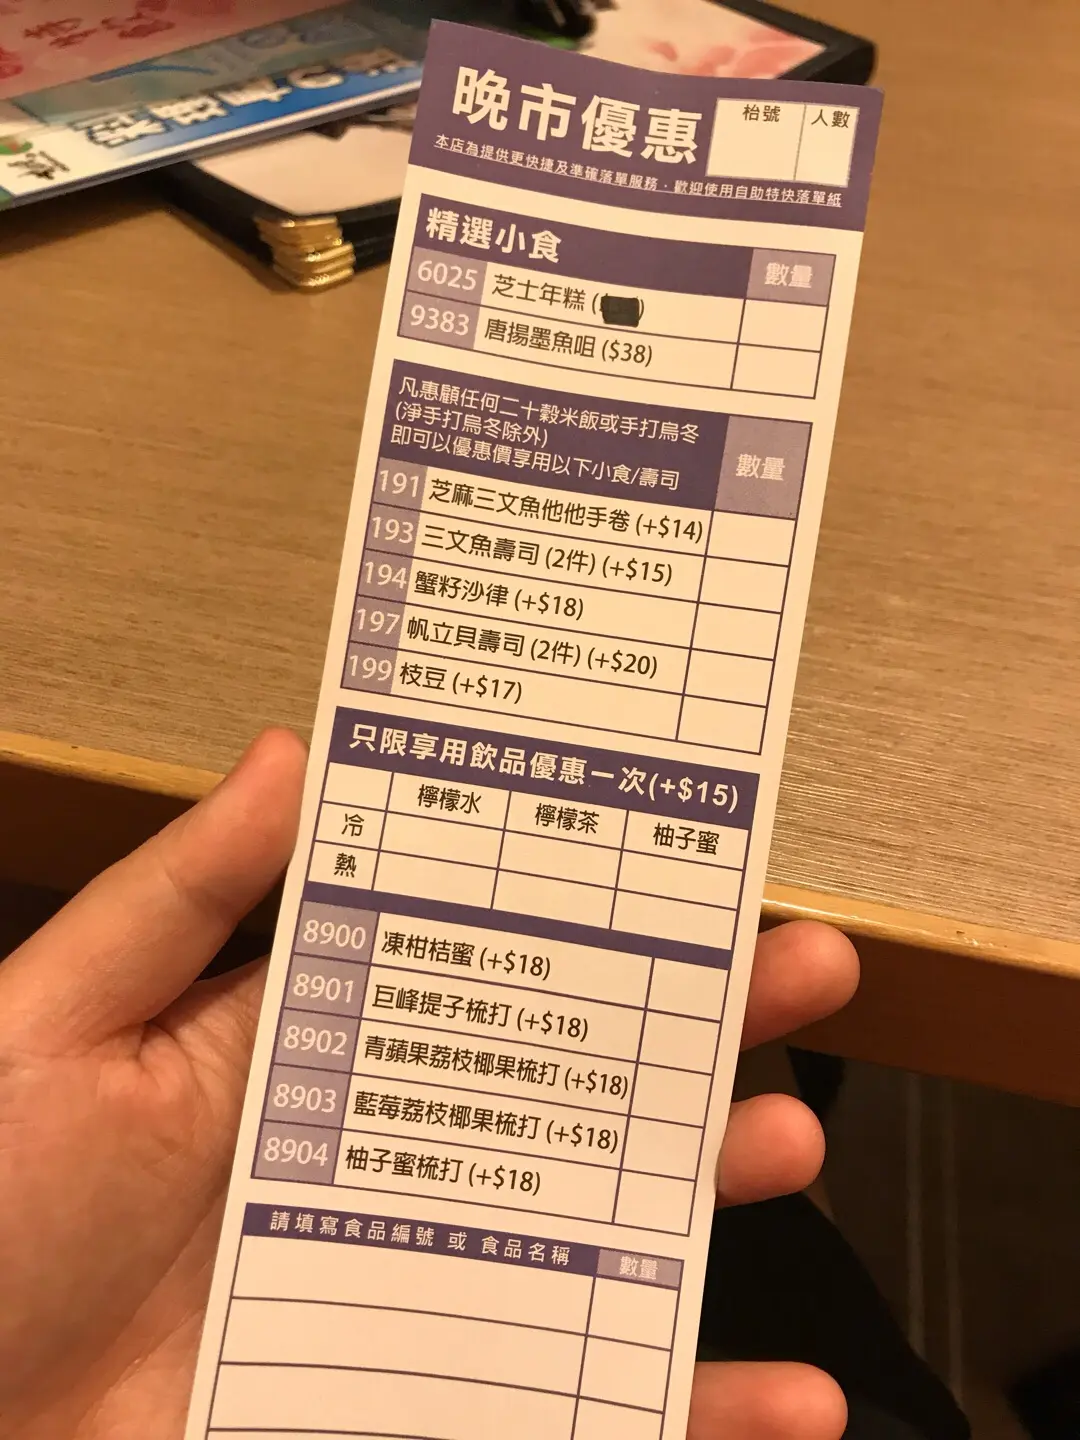 晚市優惠
枱號
人數
本店為提供更快捷及準確落單服務，歡迎使用自助特快落單紙
精選小食
數量
6025 芝士年糕 (
9383 唐揚墨魚咀 ($38)
凡惠顧任何二十穀米飯或手打烏冬
(淨手打烏冬除外)
即可以優惠價享用以下小食/壽司
數量
191 芝麻三文魚他他手卷 (+$14)
193 三文魚壽司 (2件) (+$15)
194 蟹籽沙律 (+$18)
197 帆立貝壽司 (2件) (+$20)
199 枝豆 (+$17)
只限享用飲品優惠一次(+$15)
檸檬水 檸檬茶 柚子蜜
冷
熱
8900 凍柑桔蜜 (+$18)
8901 巨峰提子梳打 (+$18)
8902 青蘋果荔枝椰果梳打 (+$18)
8903 藍莓荔枝椰果梳打 (+$18)
8904 柚子蜜梳打 (+$18)
請填寫食品編號 或 食品名稱
數量